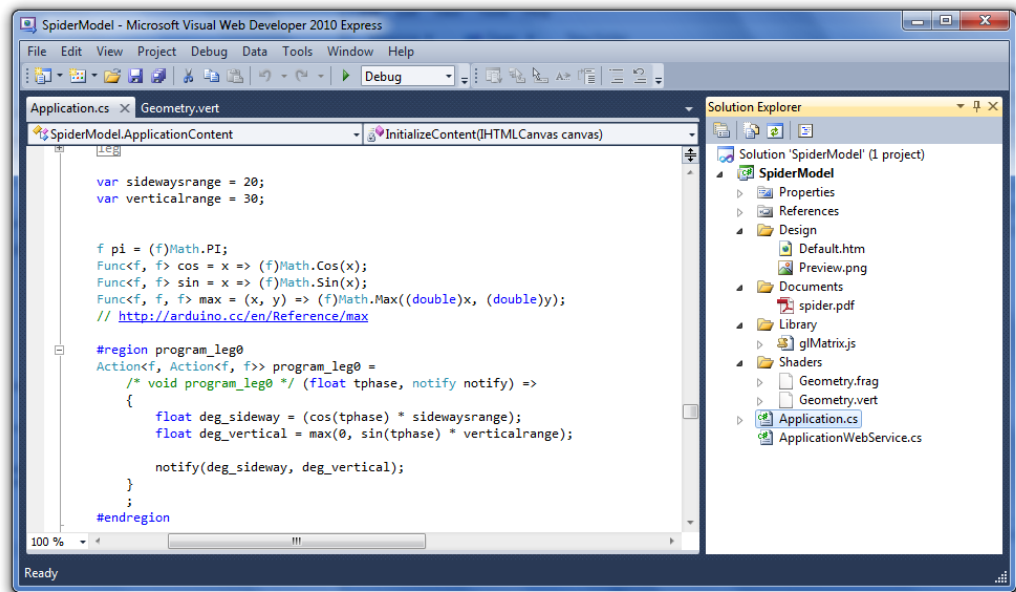 SpiderModel - Microsoft Visual Web Developer 2010 Express
File Edit View Project Debug Data Tools Window Help
Debug
Application.cs Geometry.vert
SpiderModel.ApplicationContent InitializeContent(IHTMLCanvas canvas)
leg
var sidewaysrange = 20;
var verticalrange = 30;
f pi = (f)Math.PI;
Func<f, f> cos = x => (f)Math.Cos(x);
Func<f, f> sin = x => (f)Math.Sin(x);
Func<f, f, f> max = (x, y) => (f)Math.Max((double)x, (double)y);
// http://arduino.cc/en/Reference/max
#region program_leg0
Action<f, Action<f, f>> program_leg0 =
/* void program_leg0 */ (float tphase, notify notify) =>
{
float deg_sideway = (cos(tphase) * sidewaysrange);
float deg_vertical = max(0, sin(tphase) * verticalrange);
notify(deg_sideway, deg_vertical);
}
;
#endregion
100 %
Solution Explorer
Solution 'SpiderModel' (1 project)
SpiderModel
Properties
References
Design
Default.htm
Preview.png
Documents
spider.pdf
Library
glMatrix.js
Shaders
Geometry.frag
Geometry.vert
Application.cs
ApplicationWebService.cs
Ready